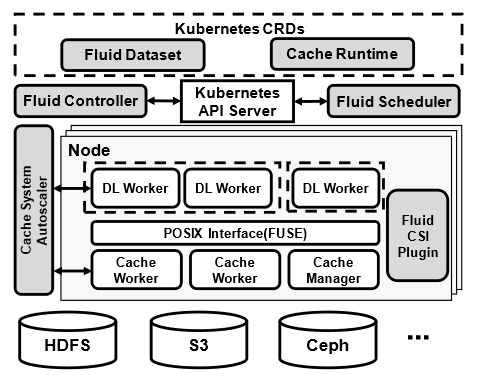 Kubernetes CRDs
Fluid Dataset
Cache Runtime
Fluid Controller
Kubernetes
API Server
Fluid Scheduler
Cache System
Autoscaler
Node
DL Worker
DL Worker
DL Worker
POSIX Interface(FUSE)
Cache
Worker
Cache
Worker
Cache
Manager
Fluid
CSI
Plugin
HDFS
S3
Ceph
...